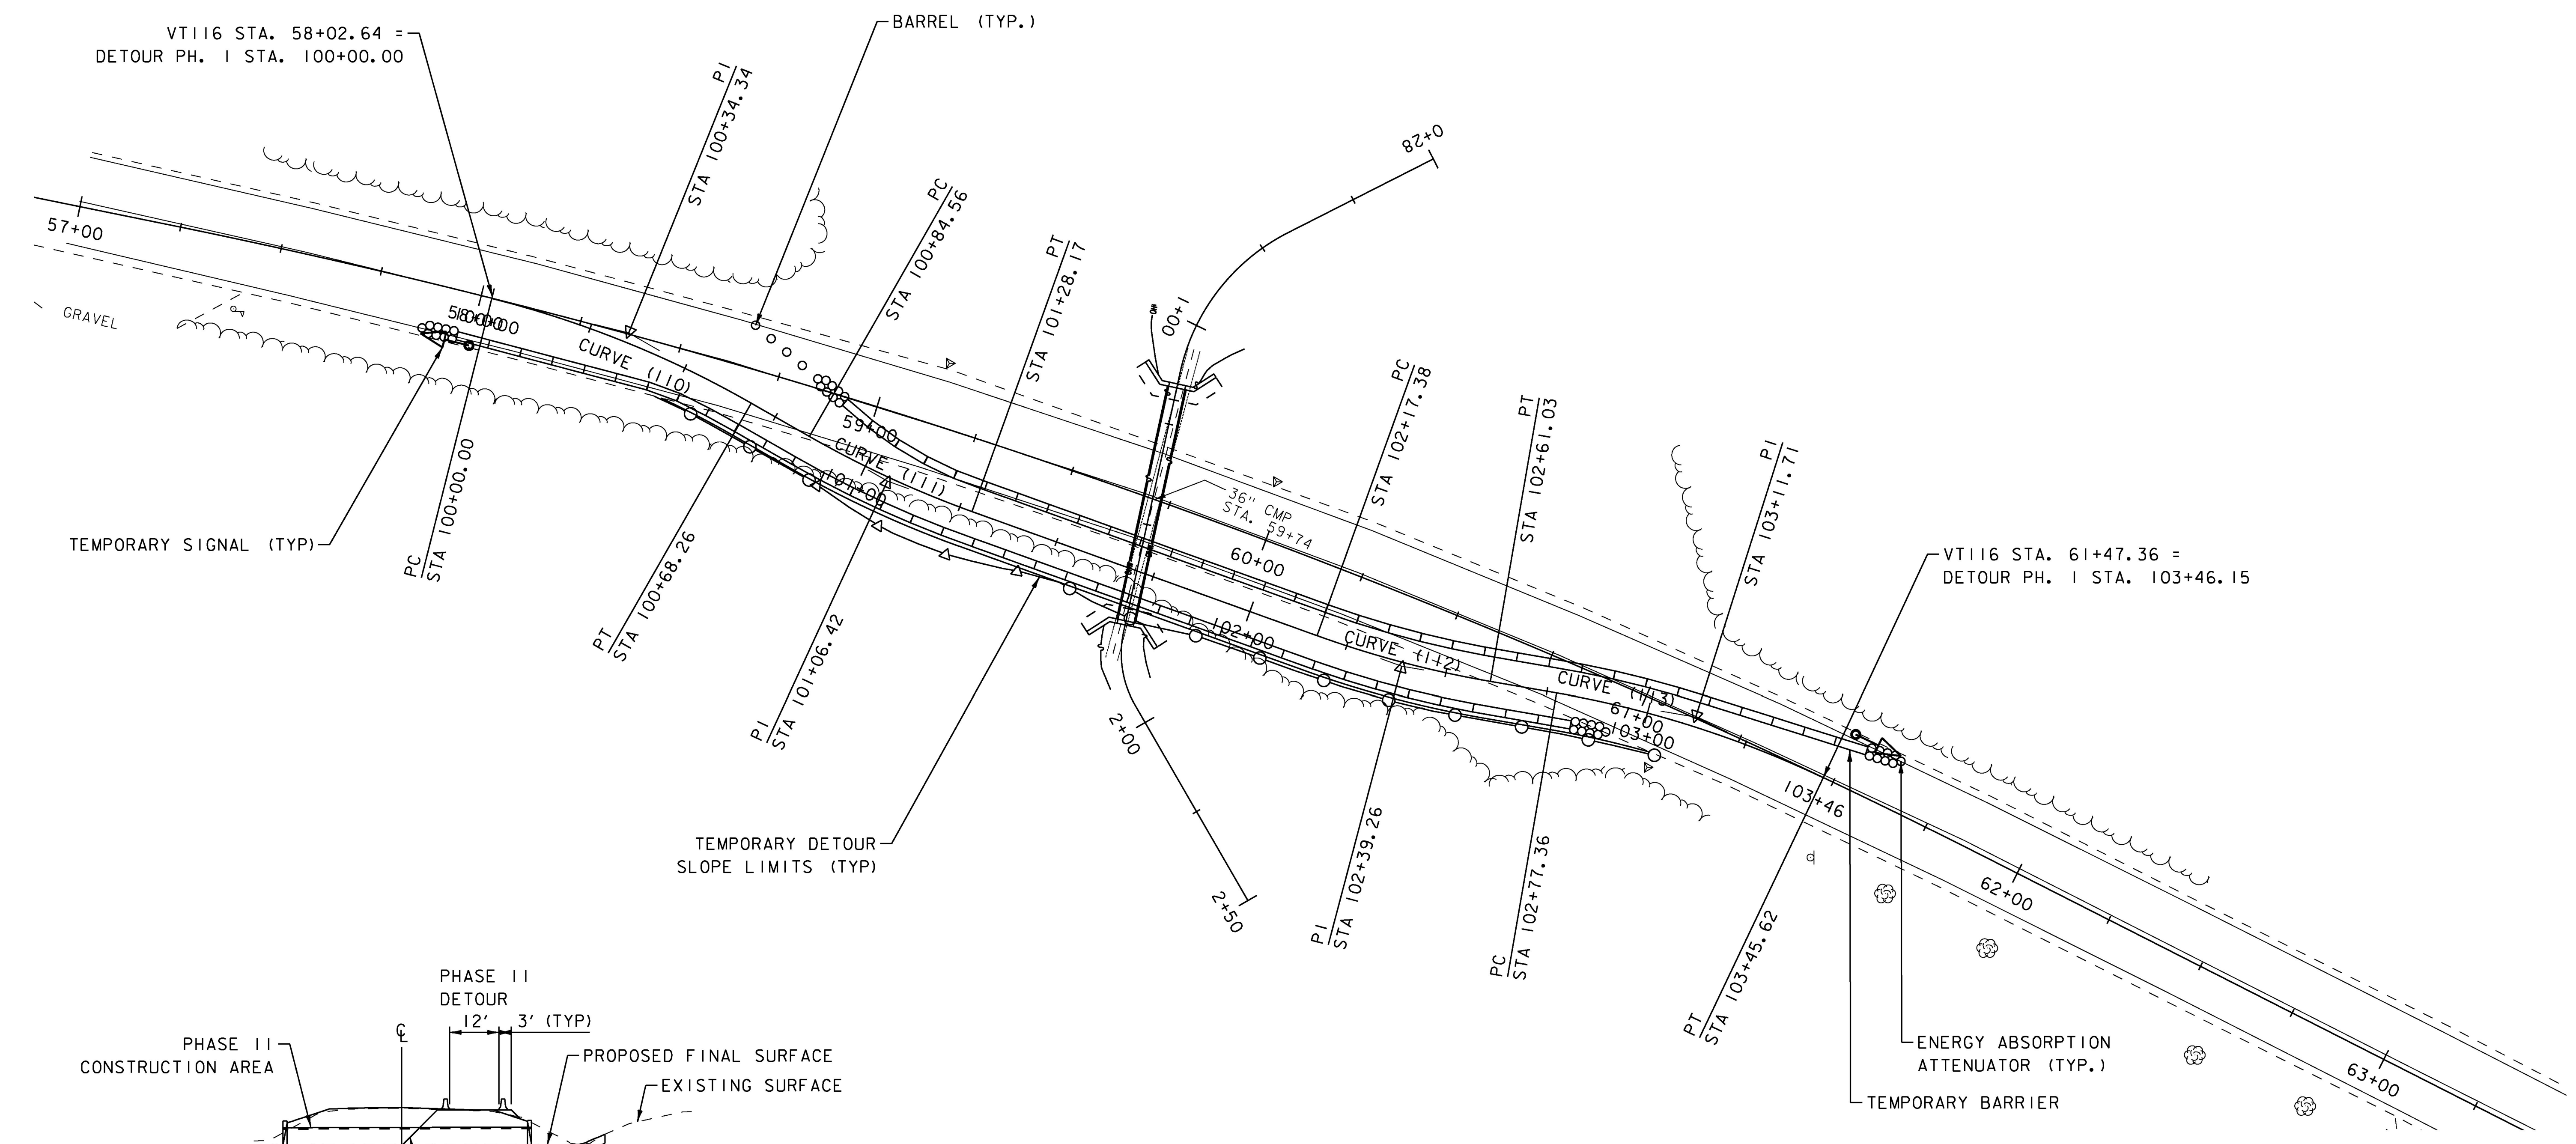 VT116 STA. 58+02.64 =
DETOUR PH. 1 STA. 100+00.00
BARREL (TYP.)
PI
STA 100+34.34
PC
STA 100+84.56
PT
STA 101+28.17
0+28
1+00
57+00
GRAVEL
58+00
100+00
CURVE (110)
59+00
CURVE (111)
101+00
36" CMP
STA. 59+74
PC
STA 102+17.38
PT
STA 102+61.03
PI
STA 103+11.71
VT116 STA. 61+47.36 =
DETOUR PH. 1 STA. 103+46.15
60+00
102+00
CURVE (112)
CURVE (113)
61+00
103+00
103+46
62+00
63+00
TEMPORARY SIGNAL (TYP)
PC
STA 100+00.00
PT
STA 100+68.26
PI
STA 101+06.42
2+00
2+50
TEMPORARY DETOUR
SLOPE LIMITS (TYP)
PI
STA 102+39.26
PC
STA 102+77.36
PT
STA 103+45.62
ENERGY ABSORPTION
ATTENUATOR (TYP.)
TEMPORARY BARRIER
PHASE II
DETOUR
12' 3' (TYP)
PHASE II
CONSTRUCTION AREA
PROPOSED FINAL SURFACE
EXISTING SURFACE